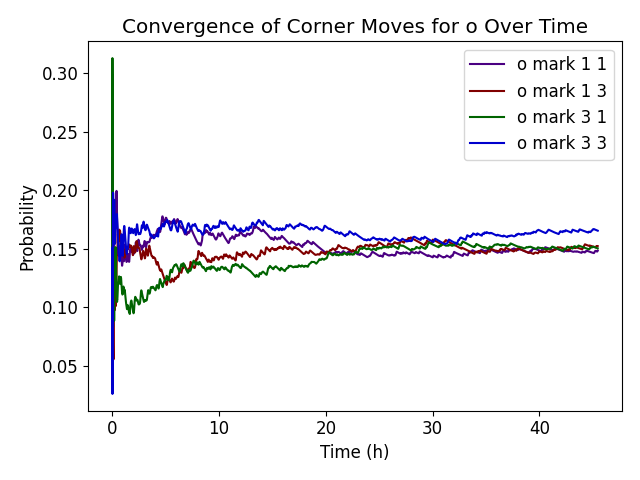 Convergence of Corner Moves for o Over Time
o mark 1 1
o mark 1 3
o mark 3 1
o mark 3 3
Probability
0.30
0.25
0.20
0.15
0.10
0.05
0
10
20
30
40
Time (h)